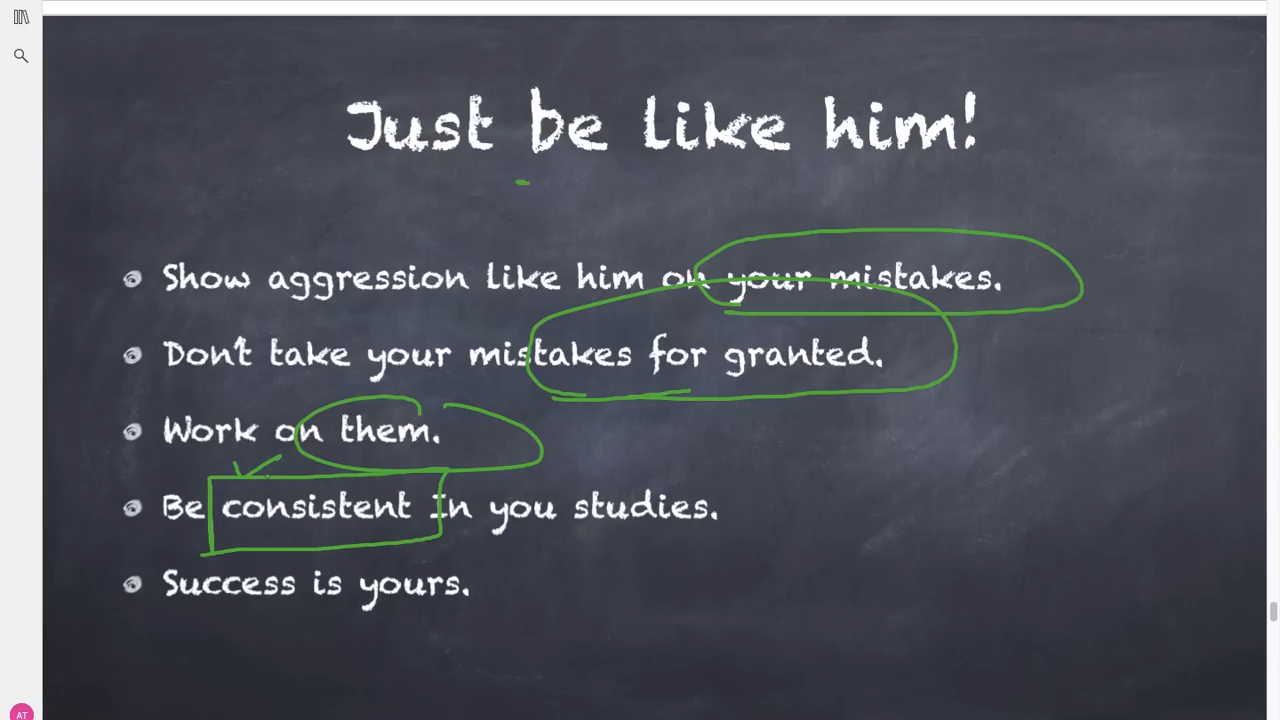 Just be like him!
Show aggression like him on your mistakes.
Don't take your mistakes for granted.
Work on them.
Be consistent In you studies.
Success is yours.
AT